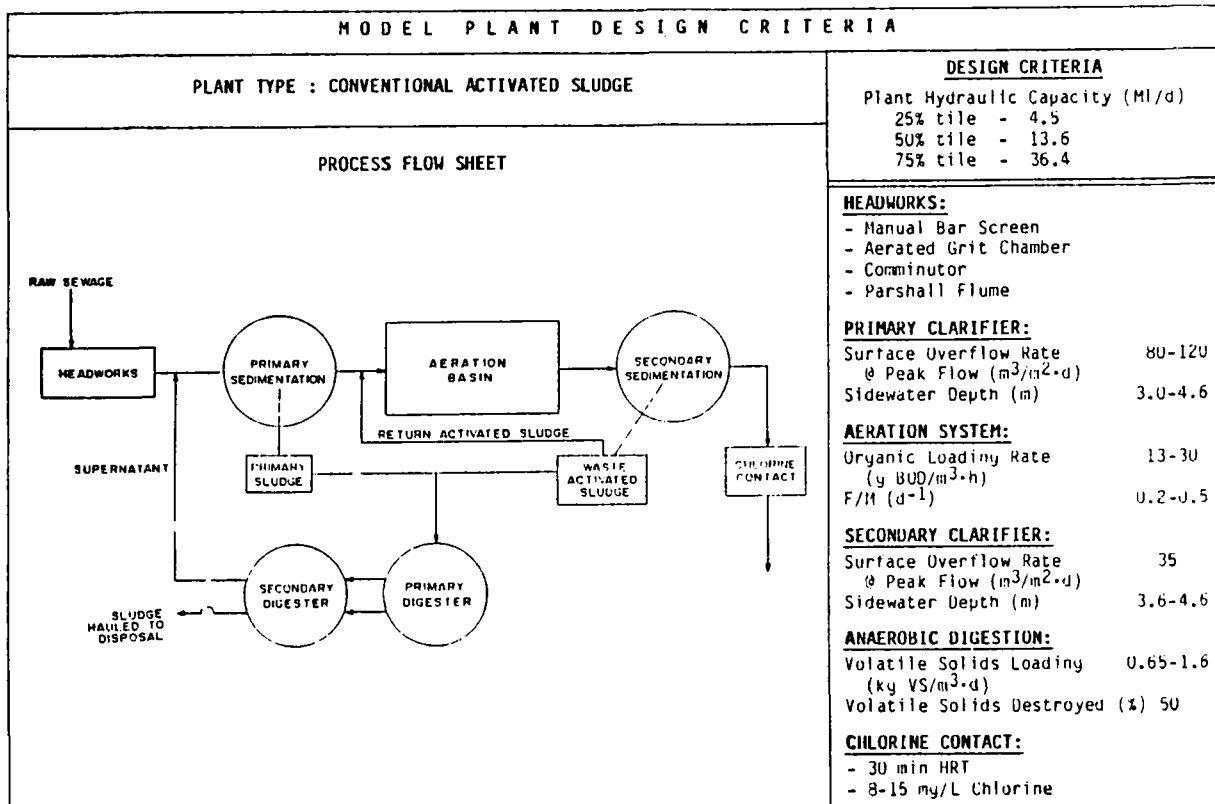 MODEL PLANT DESIGN CRITERIA
PLANT TYPE : CONVENTIONAL ACTIVATED SLUDGE
PROCESS FLOW SHEET
RAW SEWAGE
HEADWORKS
PRIMARY
SEDIMENTATION
AERATION
BASIN
SECONDARY
SEDIMENTATION
RETURN ACTIVATED SLUDGE
SUPERNATANT
PRIMARY
SLUDGE
WASTE
ACTIVATED
SLUDGE
CHLORINE
CONTACT
SECONDARY
DIGESTER
PRIMARY
DIGESTER
SLUDGE
HAULED TO
DISPOSAL
DESIGN CRITERIA
Plant Hydraulic Capacity (Ml/d)
25% tile - 4.5
50% tile - 13.6
75% tile - 36.4
HEADWORKS:
- Manual Bar Screen
- Aerated Grit Chamber
- Comminutor
- Parshall Flume
PRIMARY CLARIFIER:
Surface Overflow Rate 80-120
@ Peak Flow (m³/m²·d)
Sidewater Depth (m) 3.0-4.6
AERATION SYSTEM:
Organic Loading Rate 13-30
(g BOD/m³·h)
F/M (d⁻¹) 0.2-0.5
SECONDARY CLARIFIER:
Surface Overflow Rate 35
@ Peak Flow (m³/m²·d)
Sidewater Depth (m) 3.6-4.6
ANAEROBIC DIGESTION:
Volatile Solids Loading 0.65-1.6
(kg VS/m³·d)
Volatile Solids Destroyed (%) 50
CHLORINE CONTACT:
- 30 min HRT
- 8-15 mg/L Chlorine